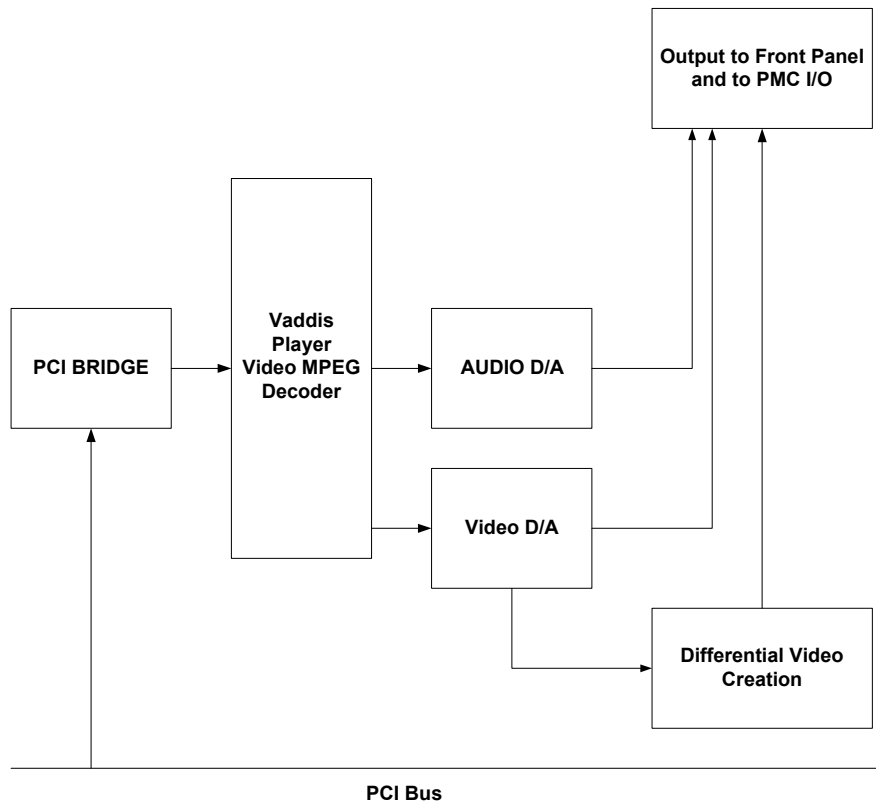 Output to Front Panel
and to PMC I/O
Vaddis
Player
Video MPEG
Decoder
PCI BRIDGE
AUDIO D/A
Video D/A
Differential Video
Creation
PCI Bus